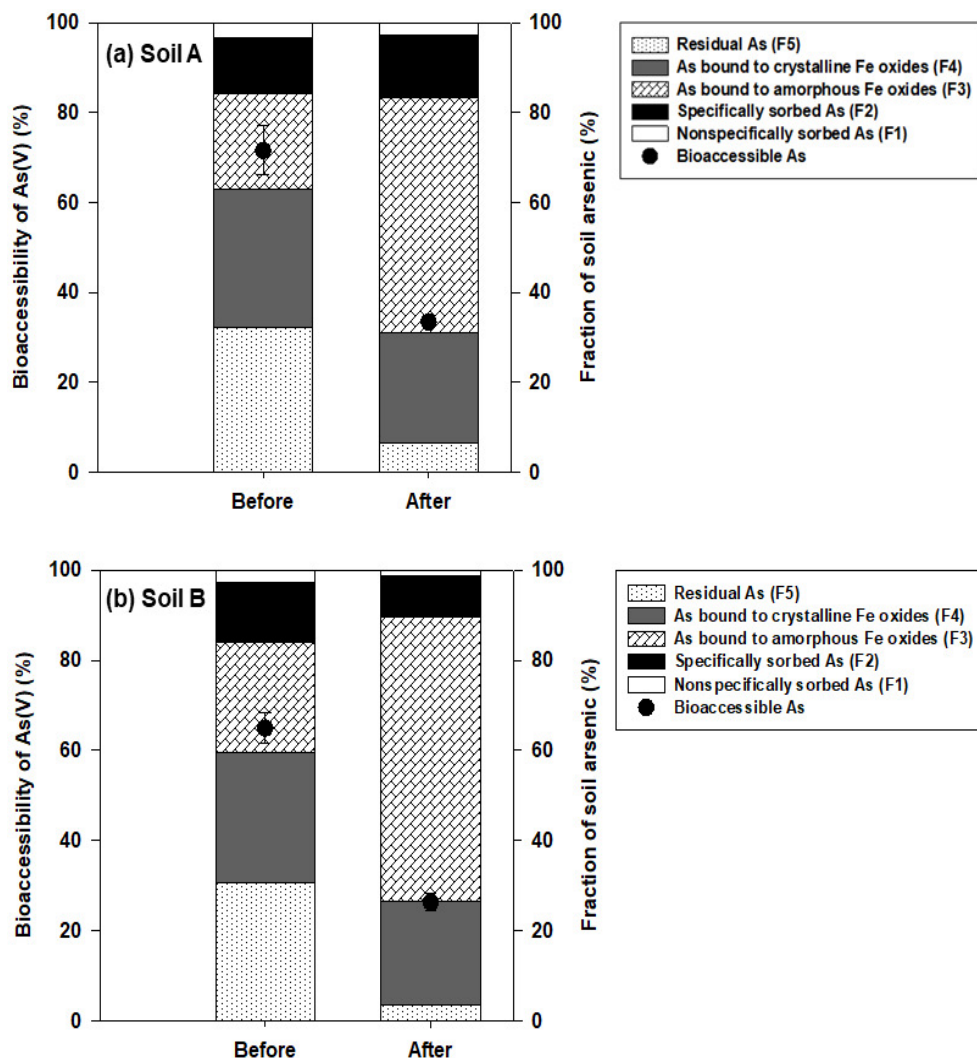 (a) Soil A
Bioaccessibility of As(V) (%)
100
80
60
40
20
0
Before
After
100
80
60
40
20
0
Fraction of soil arsenic (%)
Residual As (F5)
As bound to crystalline Fe oxides (F4)
As bound to amorphous Fe oxides (F3)
Specifically sorbed As (F2)
Nonspecifically sorbed As (F1)
Bioaccessible As
(b) Soil B
Bioaccessibility of As(V) (%)
100
80
60
40
20
0
Before
After
100
80
60
40
20
0
Fraction of soil arsenic (%)
Residual As (F5)
As bound to crystalline Fe oxides (F4)
As bound to amorphous Fe oxides (F3)
Specifically sorbed As (F2)
Nonspecifically sorbed As (F1)
Bioaccessible As